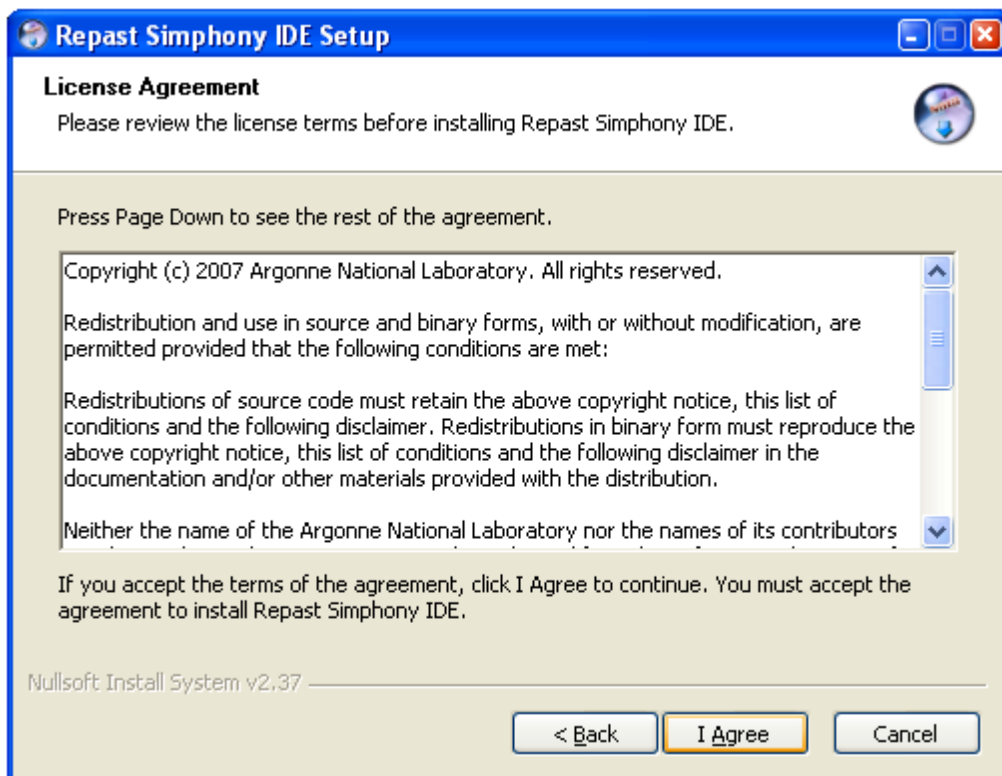 Repast Simphony IDE Setup
License Agreement
Please review the license terms before installing Repast Simphony IDE.
Press Page Down to see the rest of the agreement.
Copyright (c) 2007 Argonne National Laboratory. All rights reserved.
Redistribution and use in source and binary forms, with or without modification, are
permitted provided that the following conditions are met:
Redistributions of source code must retain the above copyright notice, this list of
conditions and the following disclaimer. Redistributions in binary form must reproduce the
above copyright notice, this list of conditions and the following disclaimer in the
documentation and/or other materials provided with the distribution.
Neither the name of the Argonne National Laboratory nor the names of its contributors
If you accept the terms of the agreement, click I Agree to continue. You must accept the
agreement to install Repast Simphony IDE.
Nullsoft Install System v2.37
< Back I Agree Cancel